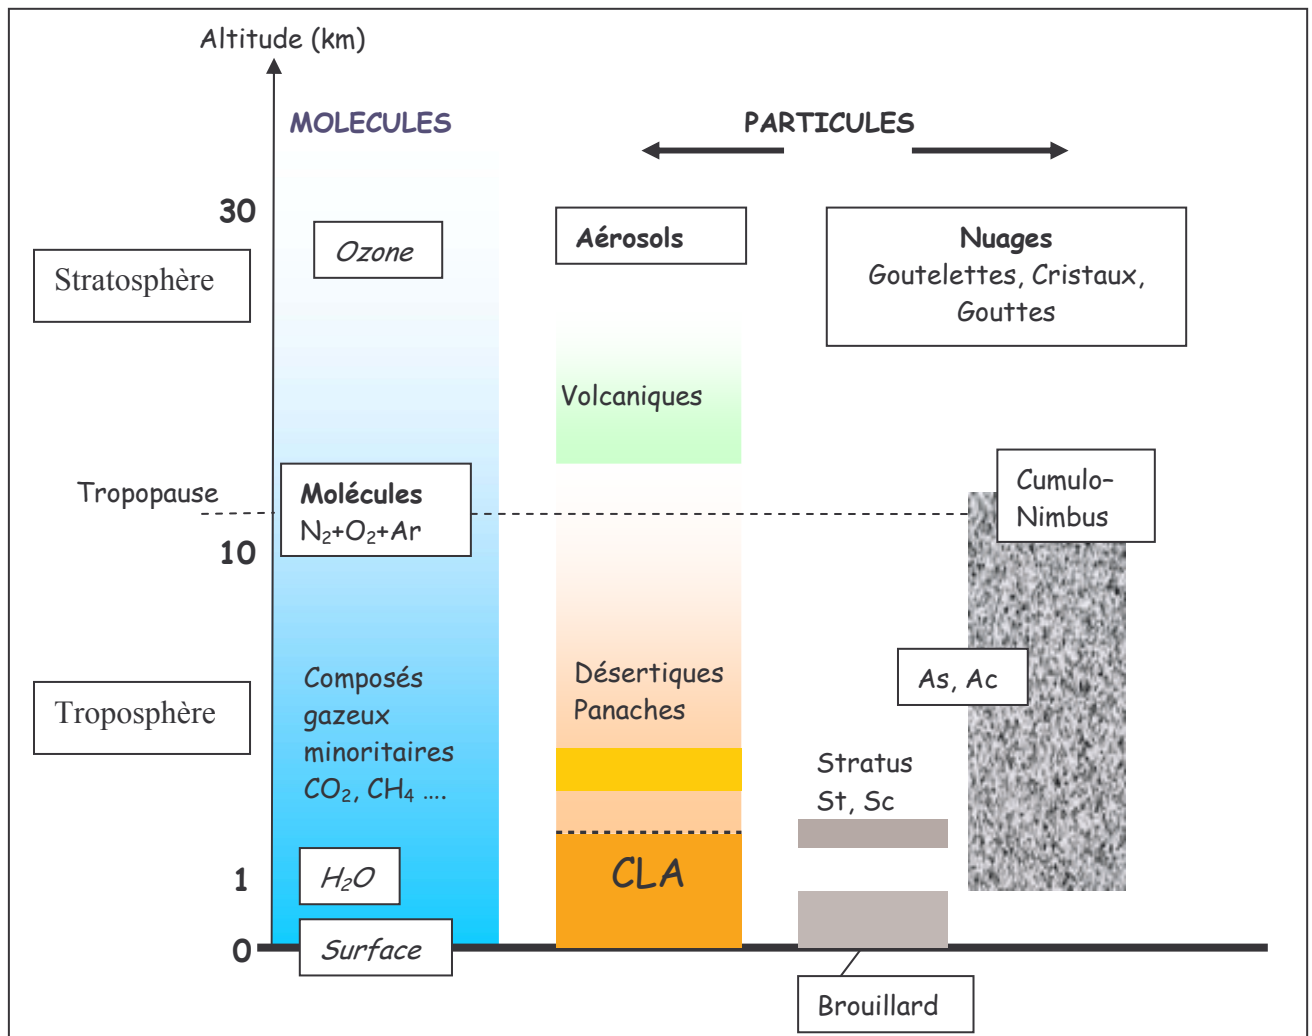 Altitude (km)
MOLECULES
PARTICULES
30
Ozone
Aérosols
Nuages
Goutelettes, Cristaux,
Gouttes
Stratosphère
Volcaniques
Tropopause
Molécules
N₂+O₂+Ar
Cumulo-
Nimbus
10
Composés
gazeux
minoritaires
CO₂, CH₄ ....
Désertiques
Panaches
As, Ac
Troposphère
Stratus
St, Sc
1
H₂O
CLA
0
Surface
Brouillard